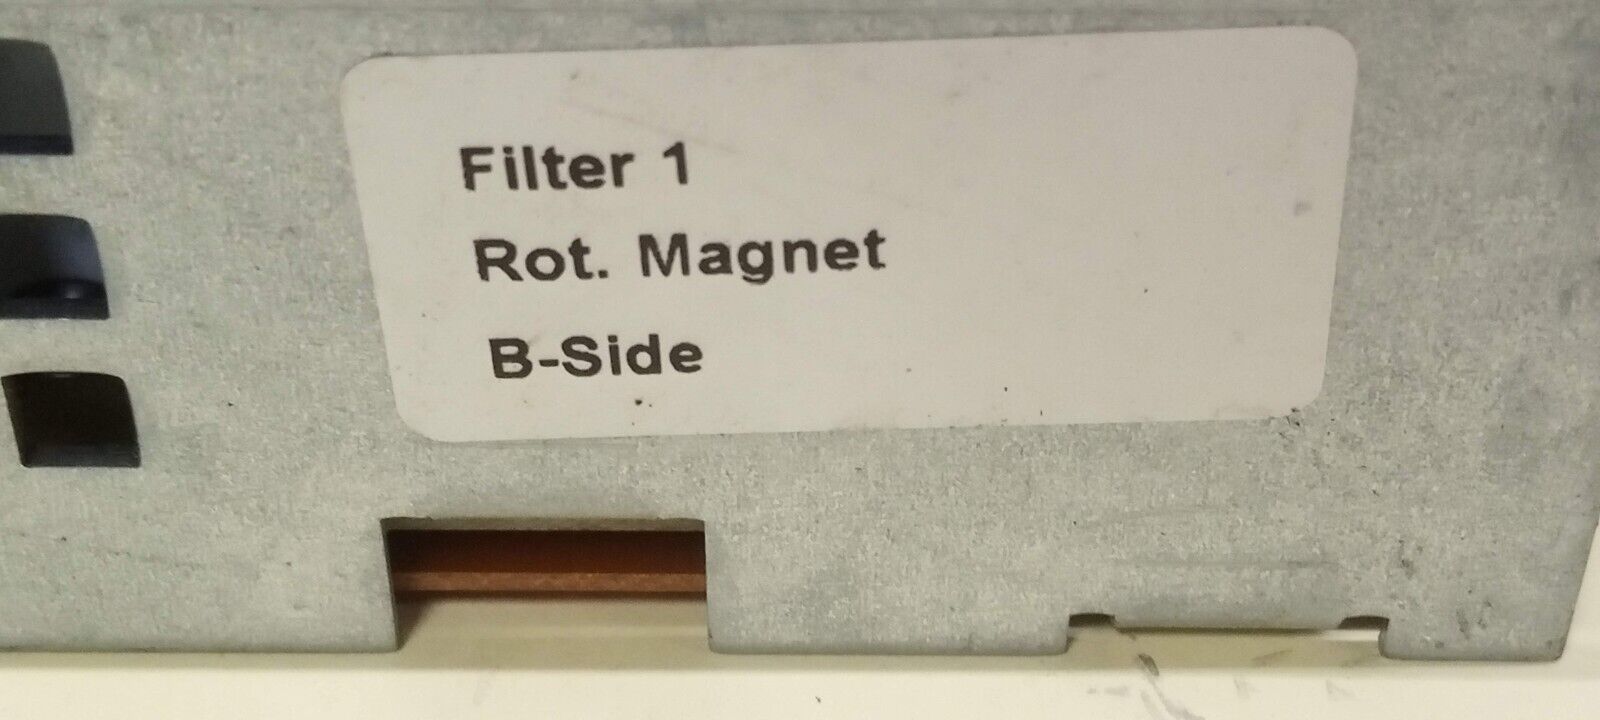 Filter 1
Rot. Magnet
B-Side